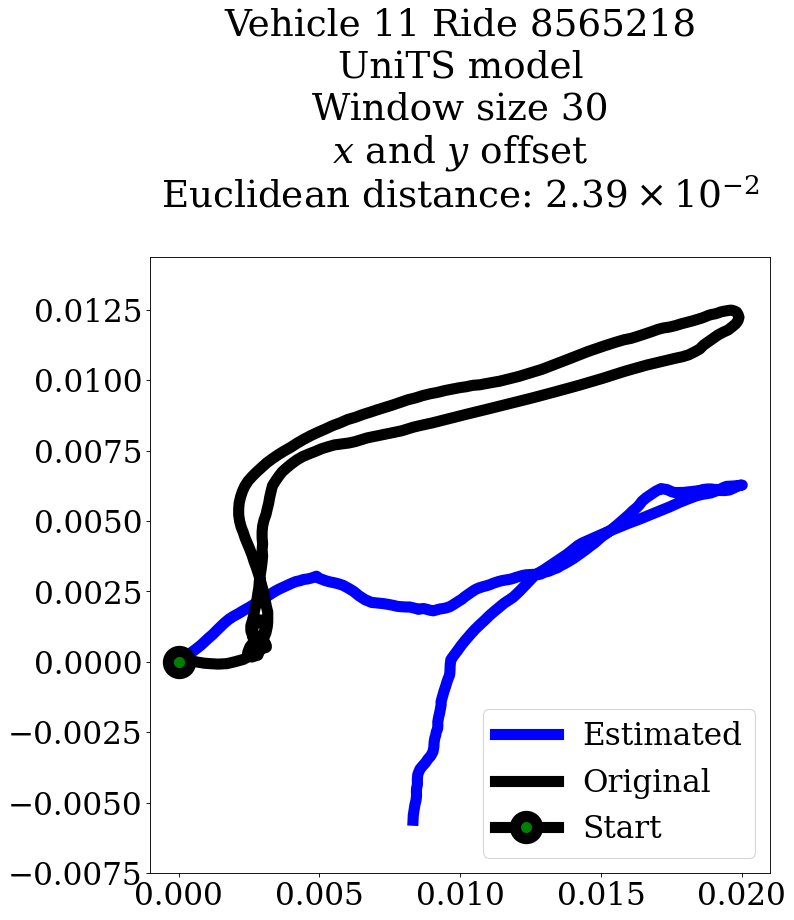 Vehicle 11 Ride 8565218
UniTS model
Window size 30
x and y offset
Euclidean distance: 2.39 × 10⁻²
0.0125
0.0100
0.0075
0.0050
0.0025
0.0000
−0.0025
−0.0050
−0.0075
0.000 0.005 0.010 0.015 0.020
Estimated
Original
Start